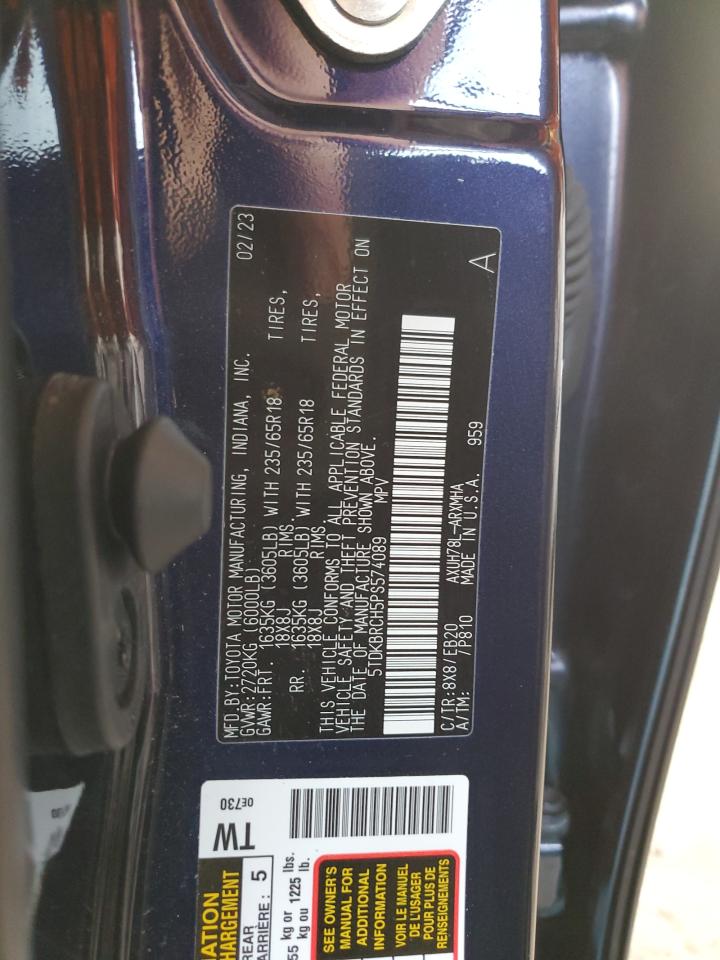 MFD BY:TOYOTA MOTOR MANUFACTURING, INDIANA, INC. 02/23
GVWR:2720KG (6000LB)
GAWR:FRT. 1635KG (3605LB) WITH 235/65R18 TIRES,
18X8J RIMS.
RR. 1635KG (3605LB) WITH 235/65R18 TIRES,
18X8J RIMS.
THIS VEHICLE CONFORMS TO ALL APPLICABLE FEDERAL MOTOR
VEHICLE SAFETY AND THEFT PREVENTION STANDARDS IN EFFECT ON
THE DATE OF MANUFACTURE SHOWN ABOVE.
5TDKBRCH5PS574089 MPV
C/TR:8X8/EB20 AXUH78L-ARXMHA 959
A/TM: /P810 MADE IN U.S.A. A
TW
0E730
ATION
HARGEMENT
REAR
ARRIÈRE : 5
55 kg or 1225 lbs.
kg ou lb.
SEE OWNER'S
MANUAL FOR
ADDITIONAL
INFORMATION
VOIR LE MANUEL
DE L'USAGER
POUR PLUS DE
RENSEIGNEMENTS